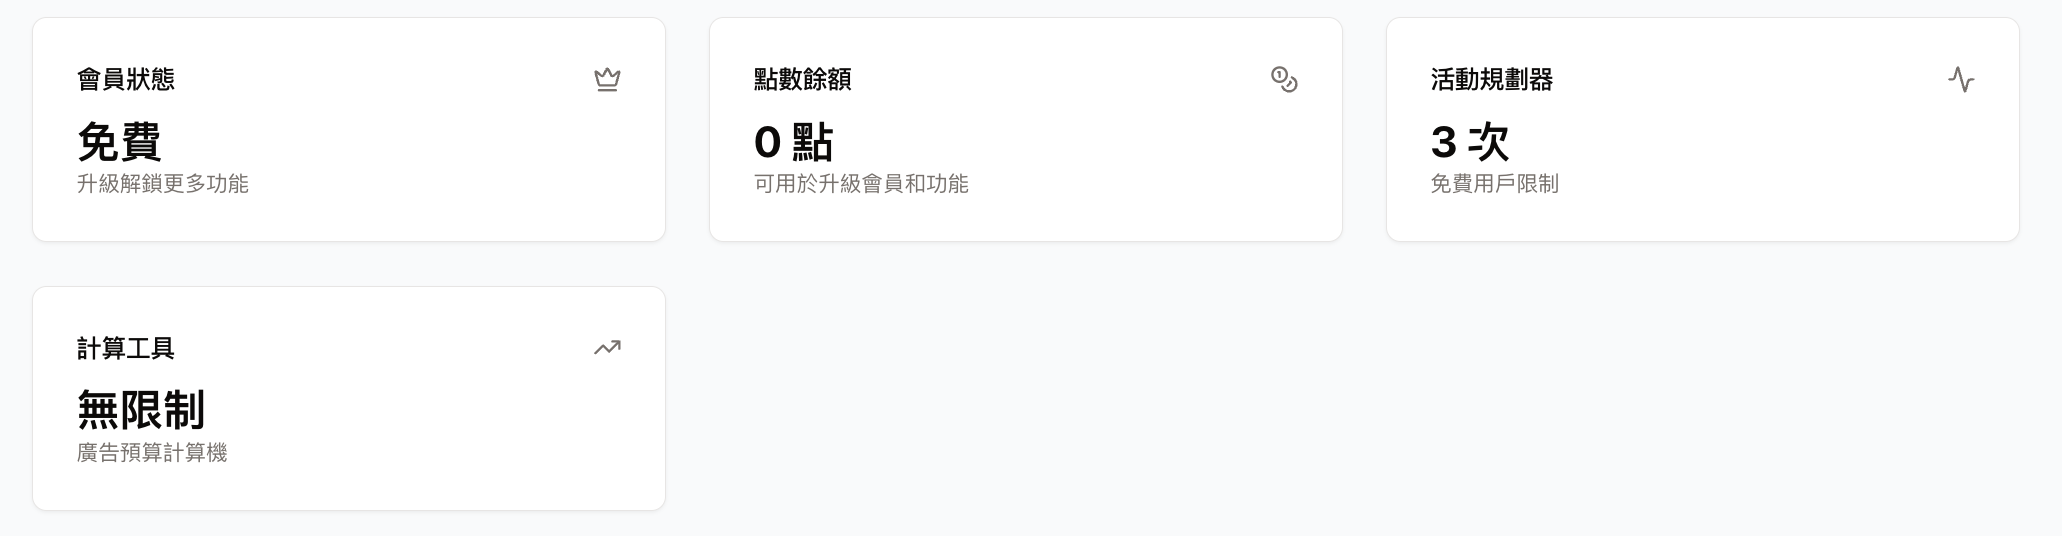 會員狀態
免費
升級解鎖更多功能
點數餘額
0 點
可用於升級會員和功能
活動規劃器
3 次
免費用戶限制
計算工具
無限制
廣告預算計算機